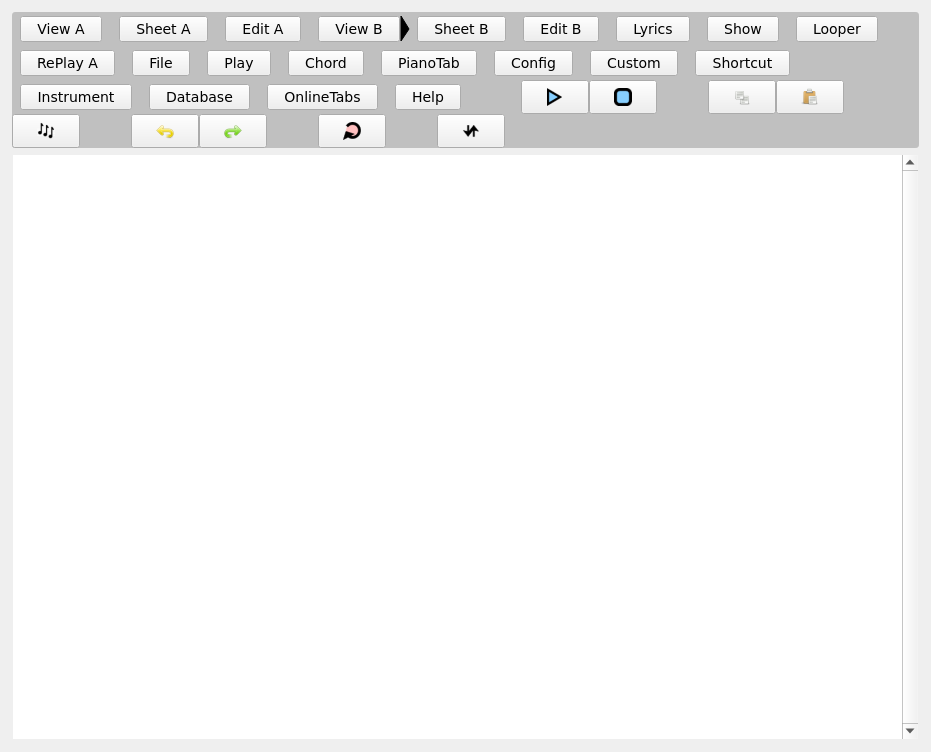 View A Sheet A Edit A View B Sheet B Edit B Lyrics Show Looper
RePlay A File Play Chord PianoTab Config Custom Shortcut
Instrument Database OnlineTabs Help